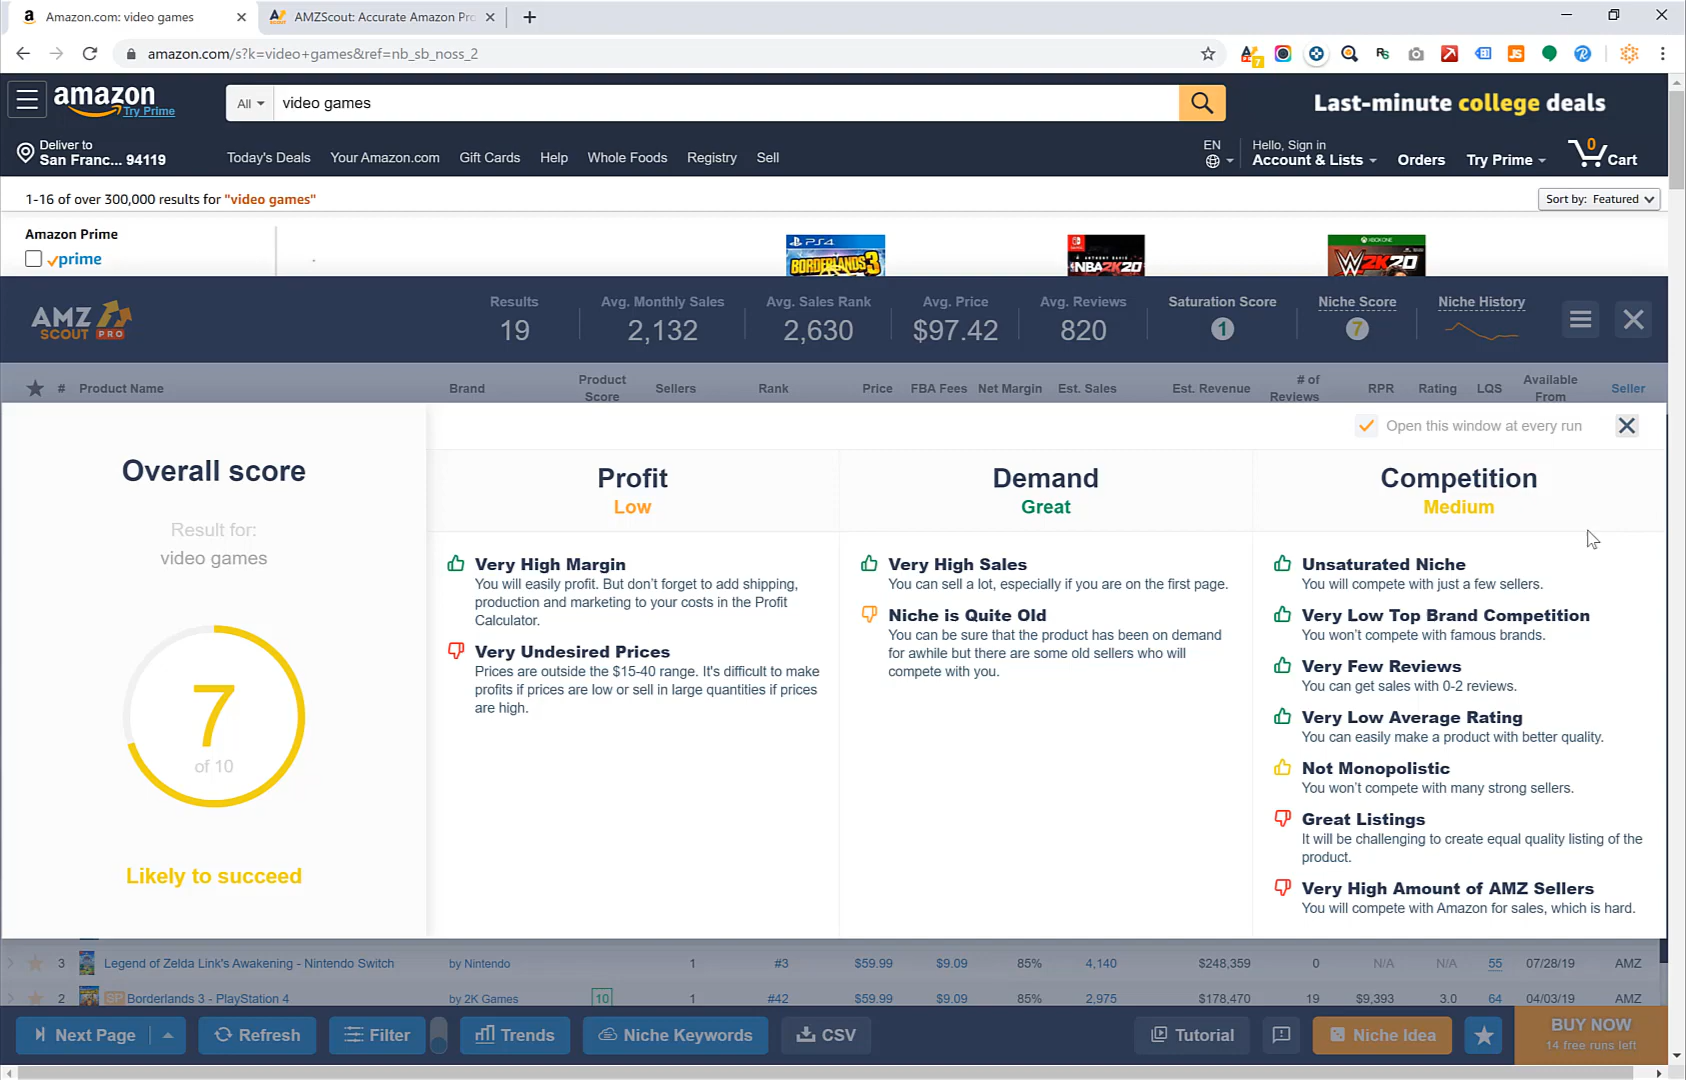 Amazon.com: video games
AMZScout: Accurate Amazon Pro
amazon.com/s?k=video+games&ref=nb_sb_noss_2
7
RS
JS
amazon
Try Prime
All
video games
Last-minute college deals
Deliver to
San Franc... 94119
Today's Deals
Your Amazon.com
Gift Cards
Help
Whole Foods
Registry
Sell
EN
Hello, Sign in
Account & Lists
Orders
Try Prime
0
Cart
1-16 of over 300,000 results for "video games"
Sort by: Featured
Amazon Prime
prime
PS4
BORDERLANDS 3
NBA 2K20
XBOX ONE
W2K20
AMZ
SCOUT PRO
Results
19
Avg. Monthly Sales
2,132
Avg. Sales Rank
2,630
Avg. Price
$97.42
Avg. Reviews
820
Saturation Score
1
Niche Score
7
Niche History
# Product Name
Brand
Product
Score
Sellers
Rank
Price
FBA Fees
Net Margin
Est. Sales
Est. Revenue
# of
Reviews
RPR
Rating
LQS
Available
From
Seller
Open this window at every run
Overall score
Result for:
video games
7
of 10
Likely to succeed
Profit
Low
Very High Margin
You will easily profit. But don't forget to add shipping,
production and marketing to your costs in the Profit
Calculator.
Very Undesired Prices
Prices are outside the $15-40 range. It's difficult to make
profits if prices are low or sell in large quantities if prices
are high.
Demand
Great
Very High Sales
You can sell a lot, especially if you are on the first page.
Niche is Quite Old
You can be sure that the product has been on demand
for awhile but there are some old sellers who will
compete with you.
Competition
Medium
Unsaturated Niche
You will compete with just a few sellers.
Very Low Top Brand Competition
You won't compete with famous brands.
Very Few Reviews
You can get sales with 0-2 reviews.
Very Low Average Rating
You can easily make a product with better quality.
Not Monopolistic
You won't compete with many strong sellers.
Great Listings
It will be challenging to create equal quality listing of the
product.
Very High Amount of AMZ Sellers
You will compete with Amazon for sales, which is hard.
3 Legend of Zelda Link's Awakening - Nintendo Switch by Nintendo 1 #3 $59.99 $9.09 85% 4,140 $248,359 0 N/A N/A 55 07/28/19 AMZ
2 SP Borderlands 3 - PlayStation 4 by 2K Games 10 1 #42 $59.99 $9.09 85% 2,975 $178,470 19 $9,393 3.0 64 04/03/19 AMZ
Next Page
Refresh
Filter
Trends
Niche Keywords
CSV
Tutorial
Niche Idea
BUY NOW
14 free runs left